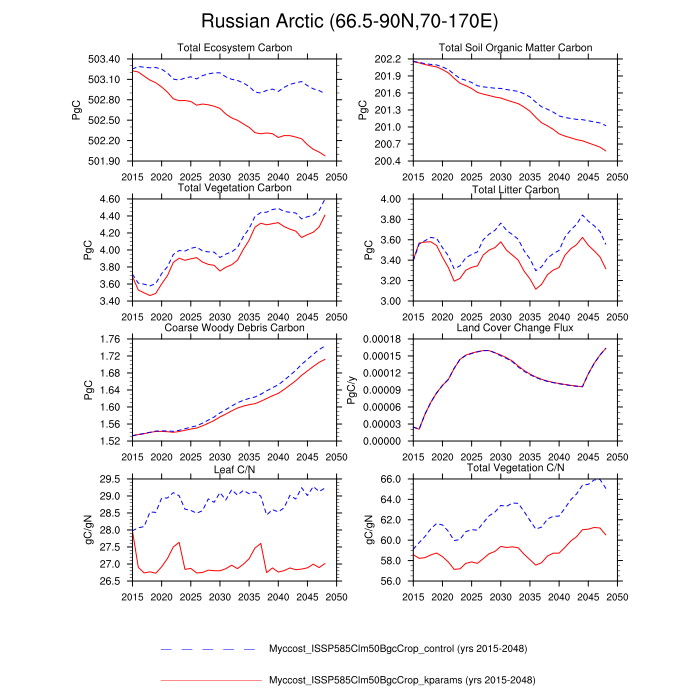 Russian Arctic (66.5-90N,70-170E)
Total Ecosystem Carbon
PgC
503.40
503.10
502.80
502.50
502.20
501.90
2015 2020 2025 2030 2035 2040 2045 2050
Total Soil Organic Matter Carbon
PgC
202.2
201.9
201.6
201.3
201.0
200.7
200.4
2015 2020 2025 2030 2035 2040 2045 2050
Total Vegetation Carbon
PgC
4.60
4.40
4.20
4.00
3.80
3.60
3.40
2015 2020 2025 2030 2035 2040 2045 2050
Total Litter Carbon
PgC
4.00
3.80
3.60
3.40
3.20
3.00
2015 2020 2025 2030 2035 2040 2045 2050
Coarse Woody Debris Carbon
PgC
1.76
1.72
1.68
1.64
1.60
1.56
1.52
2015 2020 2025 2030 2035 2040 2045 2050
Land Cover Change Flux
PgC/y
0.00018
0.00015
0.00012
0.00009
0.00006
0.00003
0.00000
2015 2020 2025 2030 2035 2040 2045 2050
Leaf C/N
gC/gN
29.5
29.0
28.5
28.0
27.5
27.0
26.5
2015 2020 2025 2030 2035 2040 2045 2050
Total Vegetation C/N
gC/gN
66.0
64.0
62.0
60.0
58.0
56.0
2015 2020 2025 2030 2035 2040 2045 2050
Myccost_ISSP585Clm50BgcCrop_control (yrs 2015-2048)
Myccost_ISSP585Clm50BgcCrop_kparams (yrs 2015-2048)